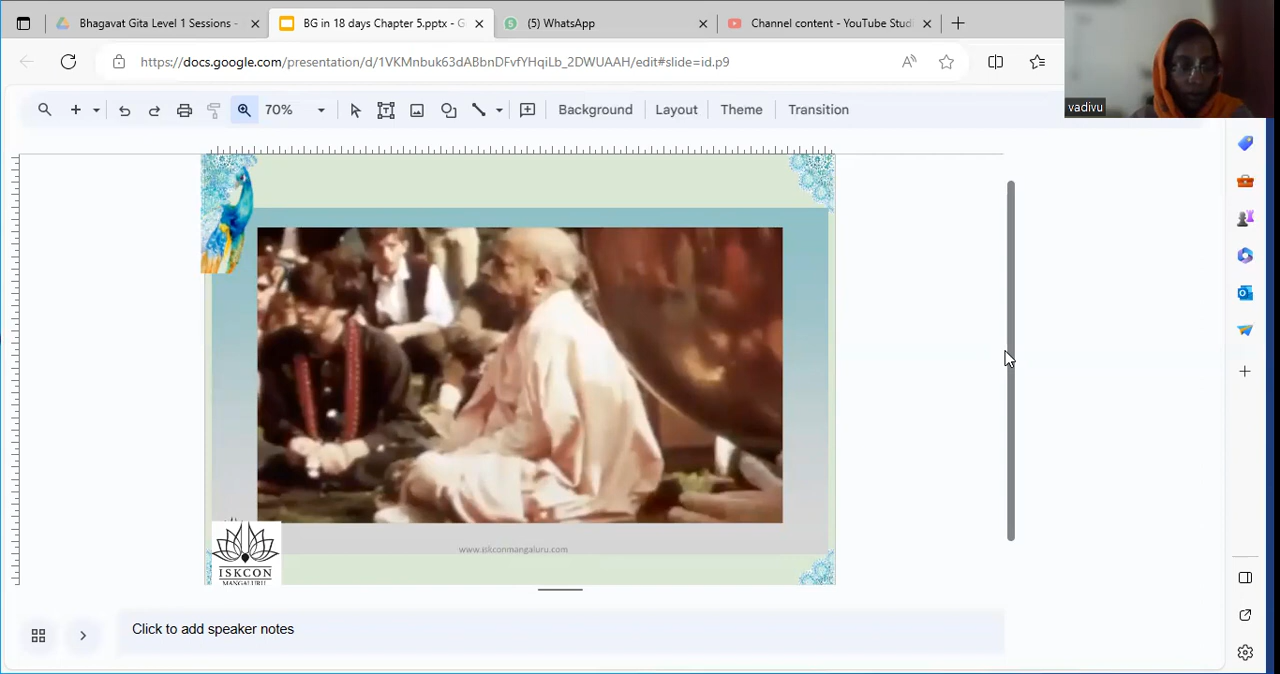 Bhagavat Gita Level 1 Sessions -
BG in 18 days Chapter 5.pptx - G
(5) WhatsApp
Channel content - YouTube Stud
https://docs.google.com/presentation/d/1VKMnbuk63dABbnDFvfYHqiLb_2DWUAAH/edit#slide=id.p9
vadivu
70%
Background
Layout
Theme
Transition
www.iskconmangaluru.com
ISKCON
MANGALURU
Click to add speaker notes